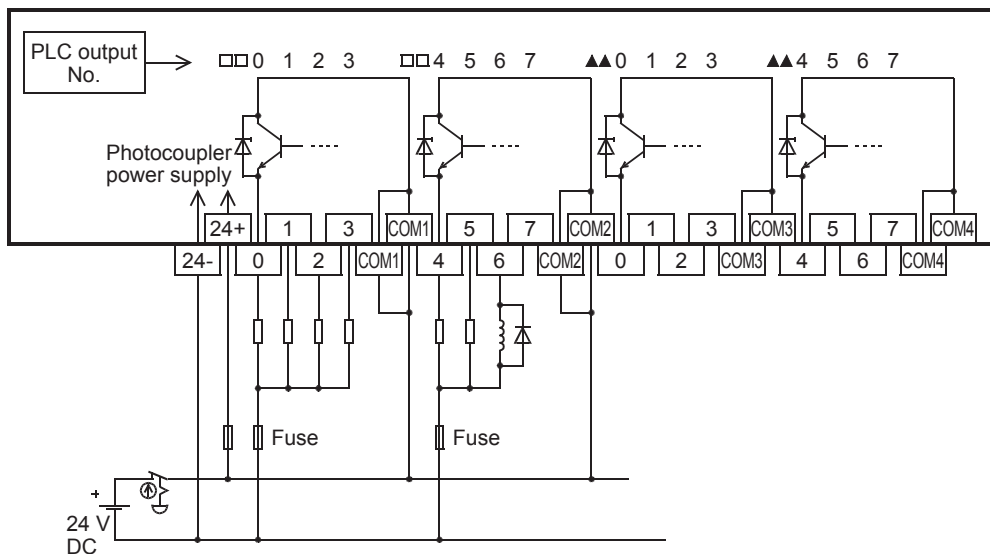 PLC output
No.
□□0 1 2 3 □□4 5 6 7 ▲▲0 1 2 3 ▲▲4 5 6 7
Photocoupler
power supply
24+ 1 3 COM1 5 7 COM2 1 3 COM3 5 7 COM4
24- 0 2 COM1 4 6 COM2 0 2 COM3 4 6 COM4
Fuse Fuse
+
24 V
DC